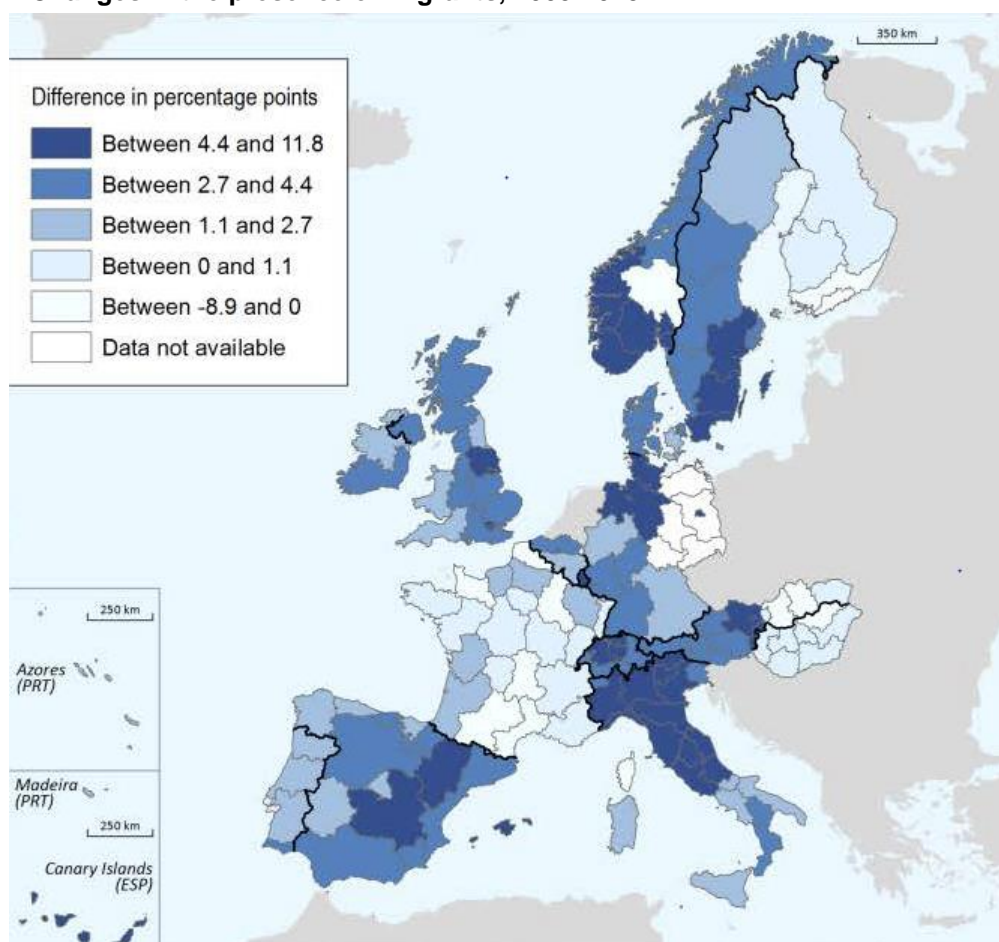 350 km
Difference in percentage points
Between 4.4 and 11.8
Between 2.7 and 4.4
Between 1.1 and 2.7
Between 0 and 1.1
Between -8.9 and 0
Data not available
250 km
Azores
(PRT)
Madeira
(PRT)
250 km
Canary Islands
(ESP)